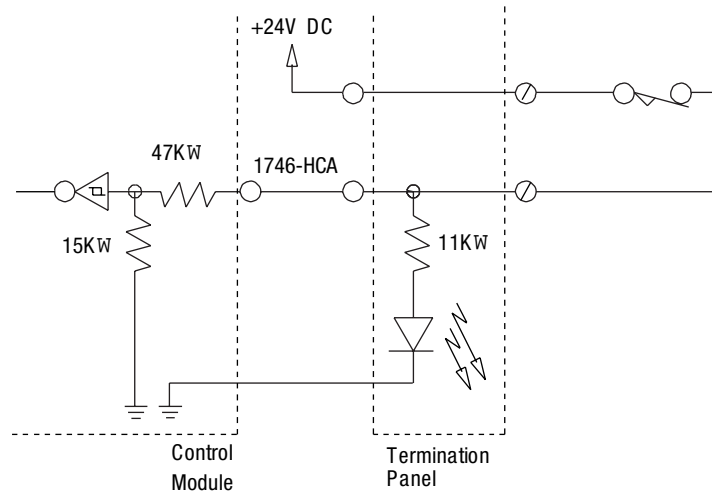 +24V DC
47KW
1746-HCA
15KW
11KW
Control
Module
Termination
Panel